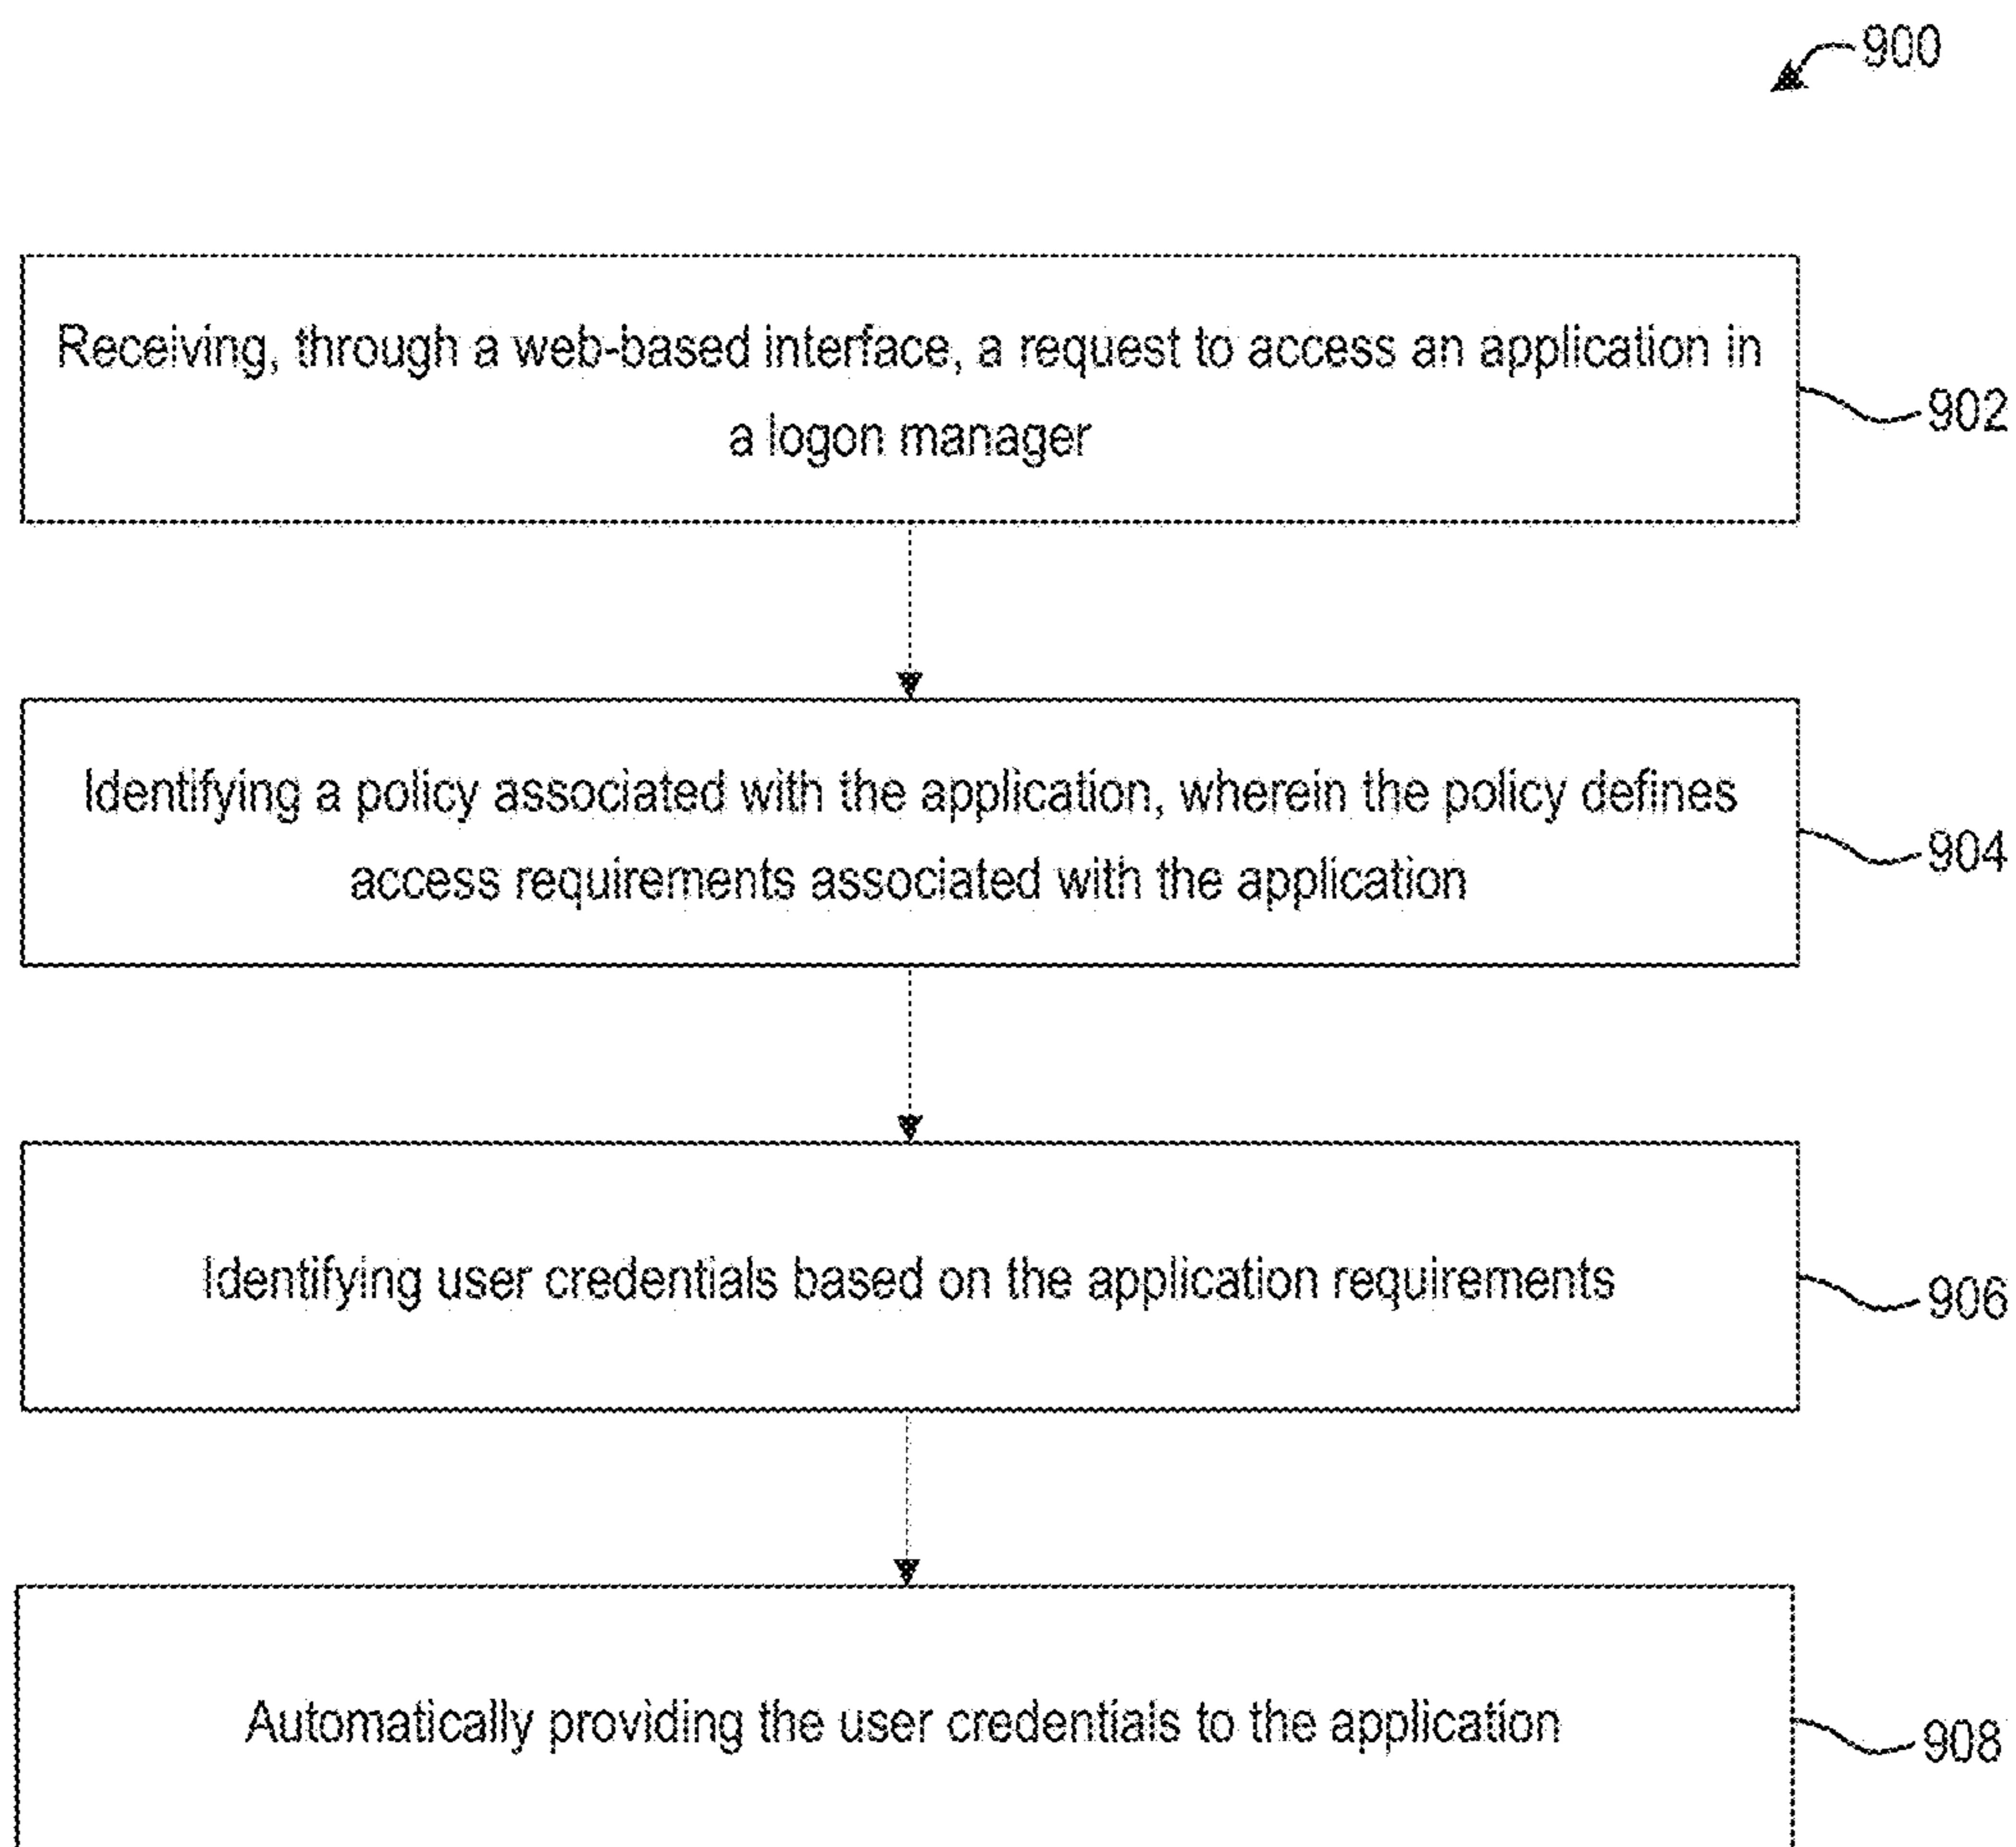 900
Receiving, through a web-based interface, a request to access an application in
a logon manager
902
Identifying a policy associated with the application, wherein the policy defines
access requirements associated with the application
904
Identifying user credentials based on the application requirements
906
Automatically providing the user credentials to the application
908